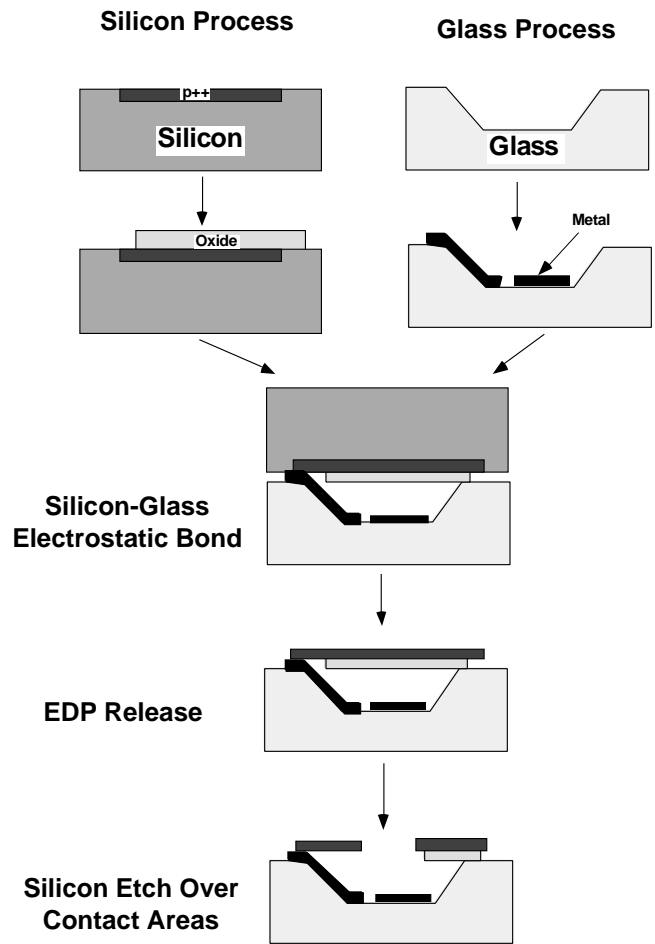 Silicon Process
Glass Process
p++
Silicon
Glass
Oxide
Metal
Silicon-Glass
Electrostatic Bond
EDP Release
Silicon Etch Over
Contact Areas